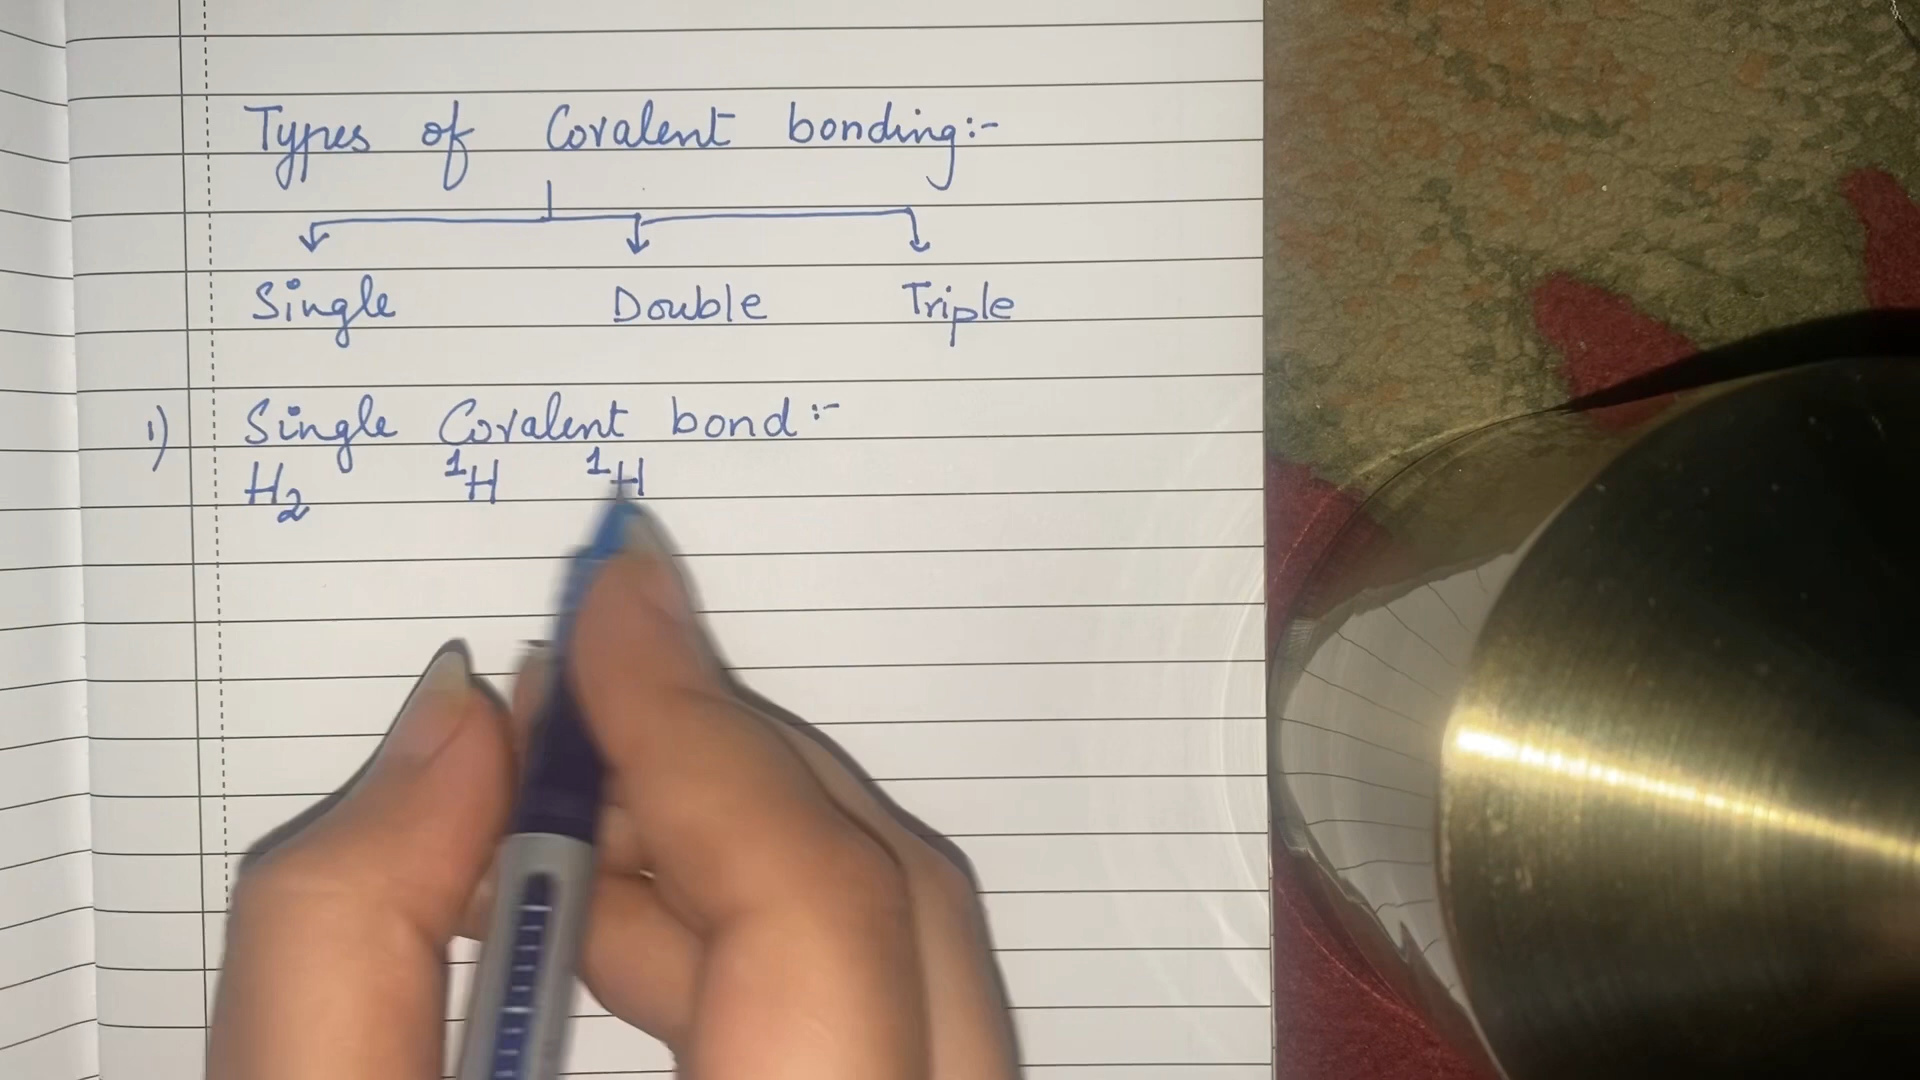 Types of Covalent bonding:-
Single Double Triple
1) Single Covalent bond:-
H₂ ¹H ¹H